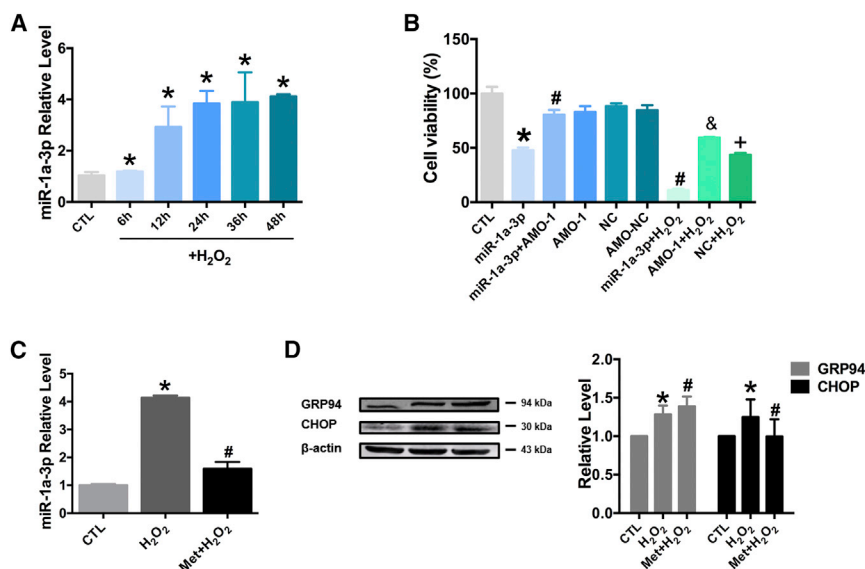 A
miR-1a-3p Relative Level
6
4
2
0
*
*
*
*
*
CTL
6h
12h
24h
36h
48h
+H₂O₂
B
Cell viability (%)
150
100
50
0
*
#
#
&
+
CTL
miR-1a-3p
miR-1a-3p+AMO-1
AMO-1
NC
AMO-NC
miR-1a-3p+H₂O₂
AMO-1+H₂O₂
NC+H₂O₂
C
miR-1a-3p Relative Level
5
4
3
2
1
0
*
#
CTL
H₂O₂
Met+H₂O₂
D
GRP94
94 kDa
CHOP
30 kDa
β-actin
43 kDa
Relative Level
2.0
1.5
1.0
0.5
0.0
*
#
*
#
CTL
H₂O₂
Met+H₂O₂
CTL
H₂O₂
Met+H₂O₂
GRP94
CHOP